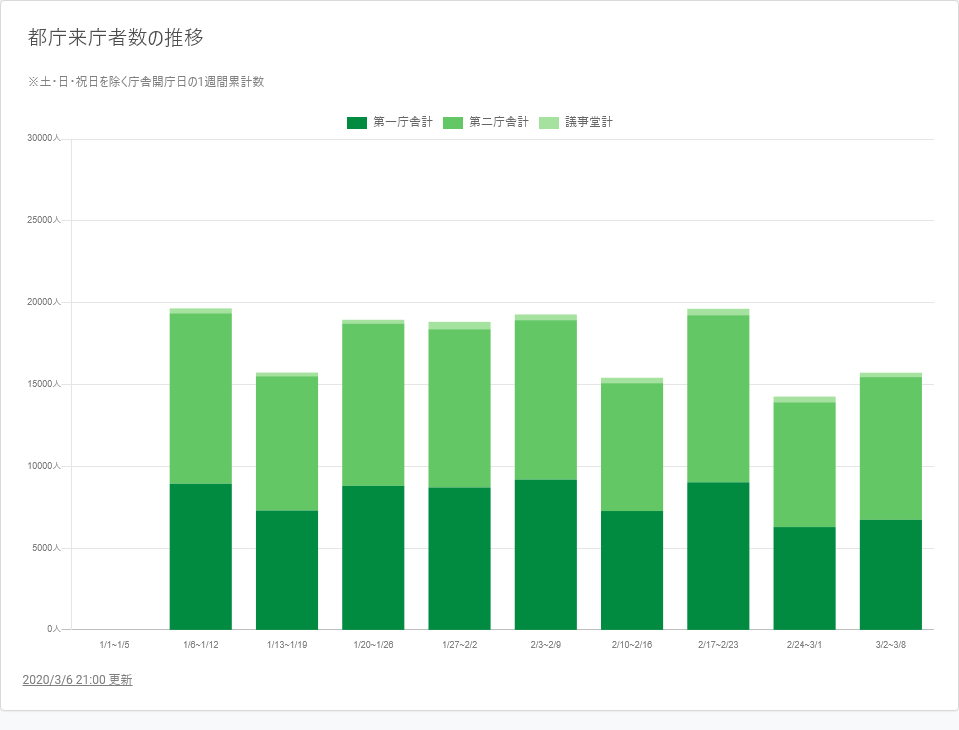 都庁来庁者数の推移
※土・日・祝日を除く庁舎開庁日の1週間累計数
第一庁舎計 第二庁舎計 議事堂計
30000人
25000人
20000人
15000人
10000人
5000人
0人
1/1~1/5 1/6~1/12 1/13~1/19 1/20~1/26 1/27~2/2 2/3~2/9 2/10~2/16 2/17~2/23 2/24~3/1 3/2~3/8
2020/3/6 21:00 更新